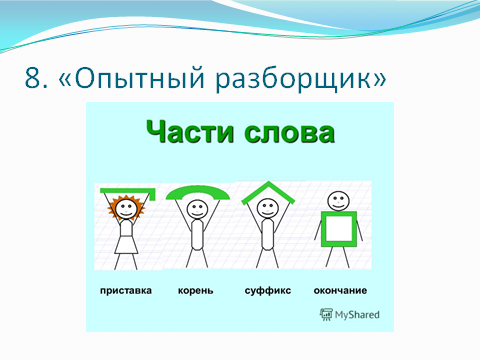 8. «Опытный разборщик»
Части слова
приставка корень суффикс окончание
MyShared